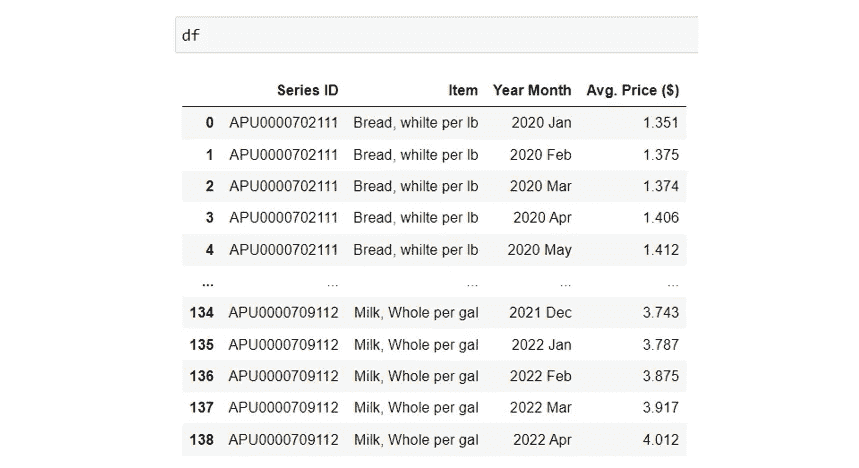 df
Series ID Item Year Month Avg. Price ($)
0 APU0000702111 Bread, whilte per lb 2020 Jan 1.351
1 APU0000702111 Bread, whilte per lb 2020 Feb 1.375
2 APU0000702111 Bread, whilte per lb 2020 Mar 1.374
3 APU0000702111 Bread, whilte per lb 2020 Apr 1.406
4 APU0000702111 Bread, whilte per lb 2020 May 1.412
... ... ... ... ...
134 APU0000709112 Milk, Whole per gal 2021 Dec 3.743
135 APU0000709112 Milk, Whole per gal 2022 Jan 3.787
136 APU0000709112 Milk, Whole per gal 2022 Feb 3.875
137 APU0000709112 Milk, Whole per gal 2022 Mar 3.917
138 APU0000709112 Milk, Whole per gal 2022 Apr 4.012